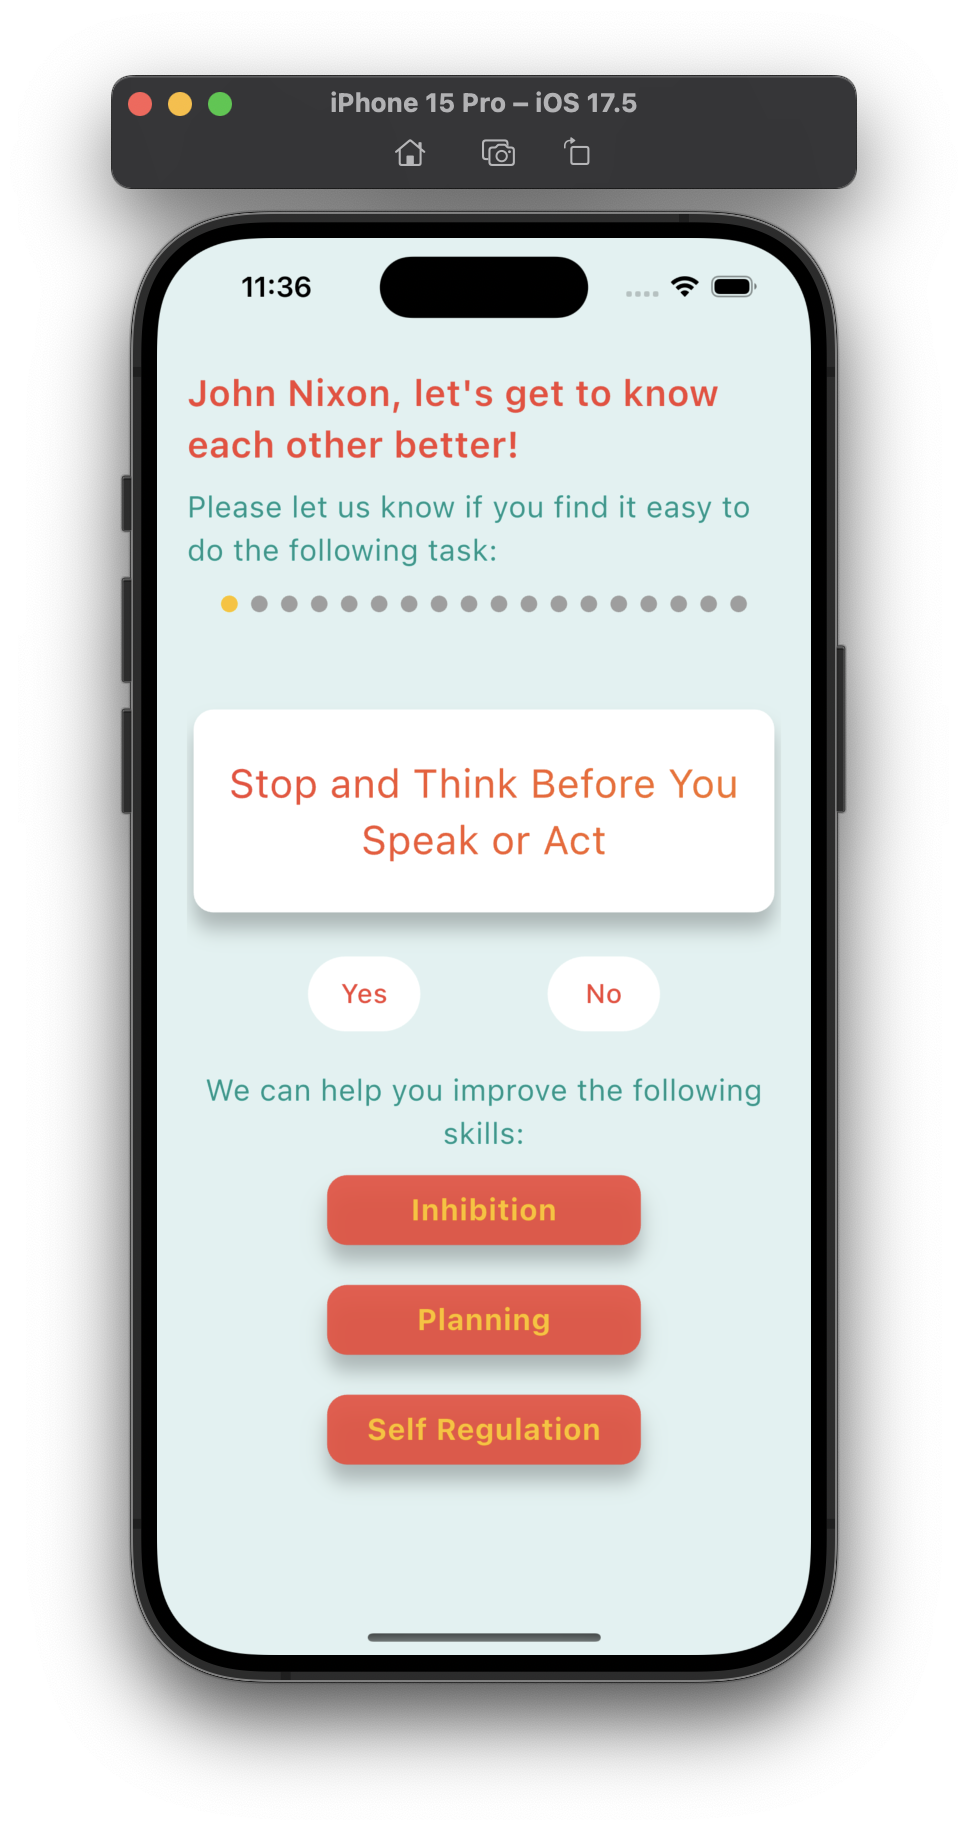 iPhone 15 Pro – iOS 17.5
11:36
John Nixon, let's get to know
each other better!
Please let us know if you find it easy to
do the following task:
Stop and Think Before You
Speak or Act
Yes No
We can help you improve the following
skills:
Inhibition
Planning
Self Regulation